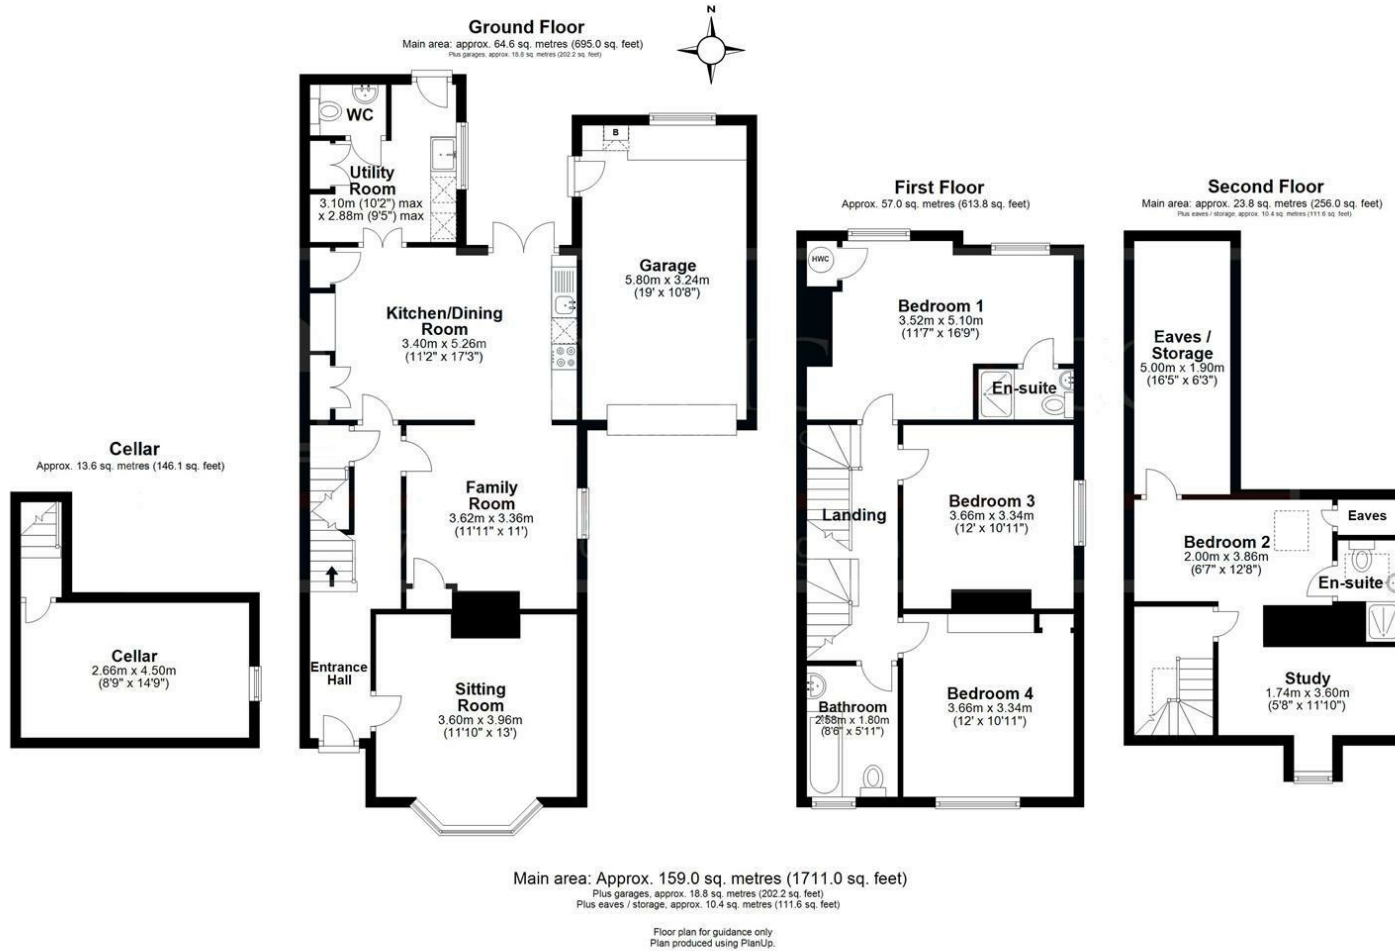 Ground Floor
Main area: approx. 64.6 sq. metres (695.0 sq. feet)
Plus garages, approx. 18.8 sq. metres (202.2 sq. feet)
N
WC
Utility
Room
3.10m (10'2") max
x 2.88m (9'5") max
B
Garage
5.80m x 3.24m
(19' x 10'8")
Kitchen/Dining
Room
3.40m x 5.26m
(11'2" x 17'3")
Family
Room
3.62m x 3.36m
(11'11" x 11')
Entrance
Hall
Sitting
Room
3.60m x 3.96m
(11'10" x 13')
Cellar
Approx. 13.6 sq. metres (146.1 sq. feet)
Cellar
2.66m x 4.50m
(8'9" x 14'9")
First Floor
Approx. 57.0 sq. metres (613.8 sq. feet)
HWC
Bedroom 1
3.52m x 5.10m
(11'7" x 16'9")
En-suite
Landing
Bedroom 3
3.66m x 3.34m
(12' x 10'11")
Bathroom
2.58m x 1.80m
(8'6" x 5'11")
Bedroom 4
3.66m x 3.34m
(12' x 10'11")
Second Floor
Main area: approx. 23.8 sq. metres (256.0 sq. feet)
Plus eaves / storage, approx. 10.4 sq. metres (111.6 sq. feet)
Eaves /
Storage
5.00m x 1.90m
(16'5" x 6'3")
Eaves
Bedroom 2
2.00m x 3.86m
(6'7" x 12'8")
En-suite
Study
1.74m x 3.60m
(5'8" x 11'10")
Main area: Approx. 159.0 sq. metres (1711.0 sq. feet)
Plus garages, approx. 18.8 sq. metres (202.2 sq. feet)
Plus eaves / storage, approx. 10.4 sq. metres (111.6 sq. feet)
Floor plan for guidance only
Plan produced using PlanUp.